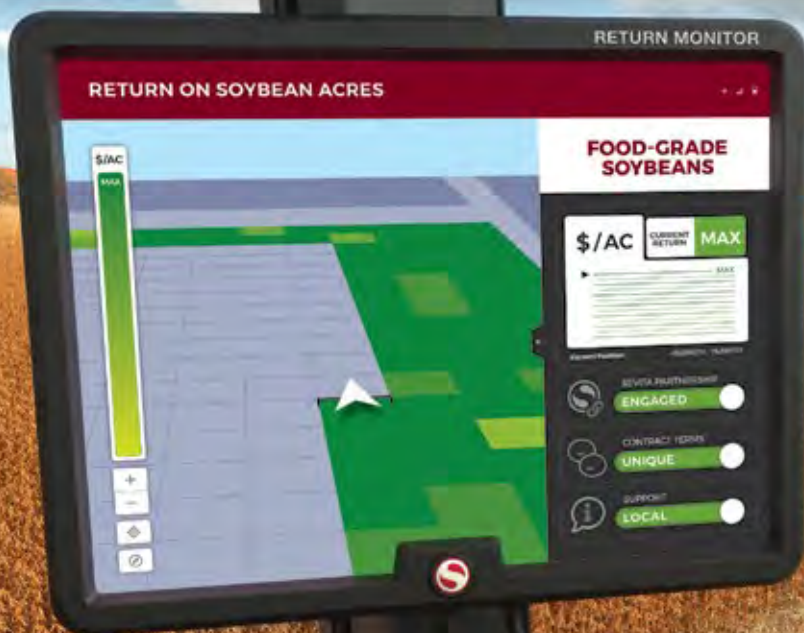 RETURN MONITOR
RETURN ON SOYBEAN ACRES
$/AC
MAX
FOOD-GRADE
SOYBEANS
$/AC
CURRENT
RETURN
MAX
MAX
PARTNERSHIP
ENGAGED
CONTRACT TERMS
UNIQUE
SUPPORT
LOCAL